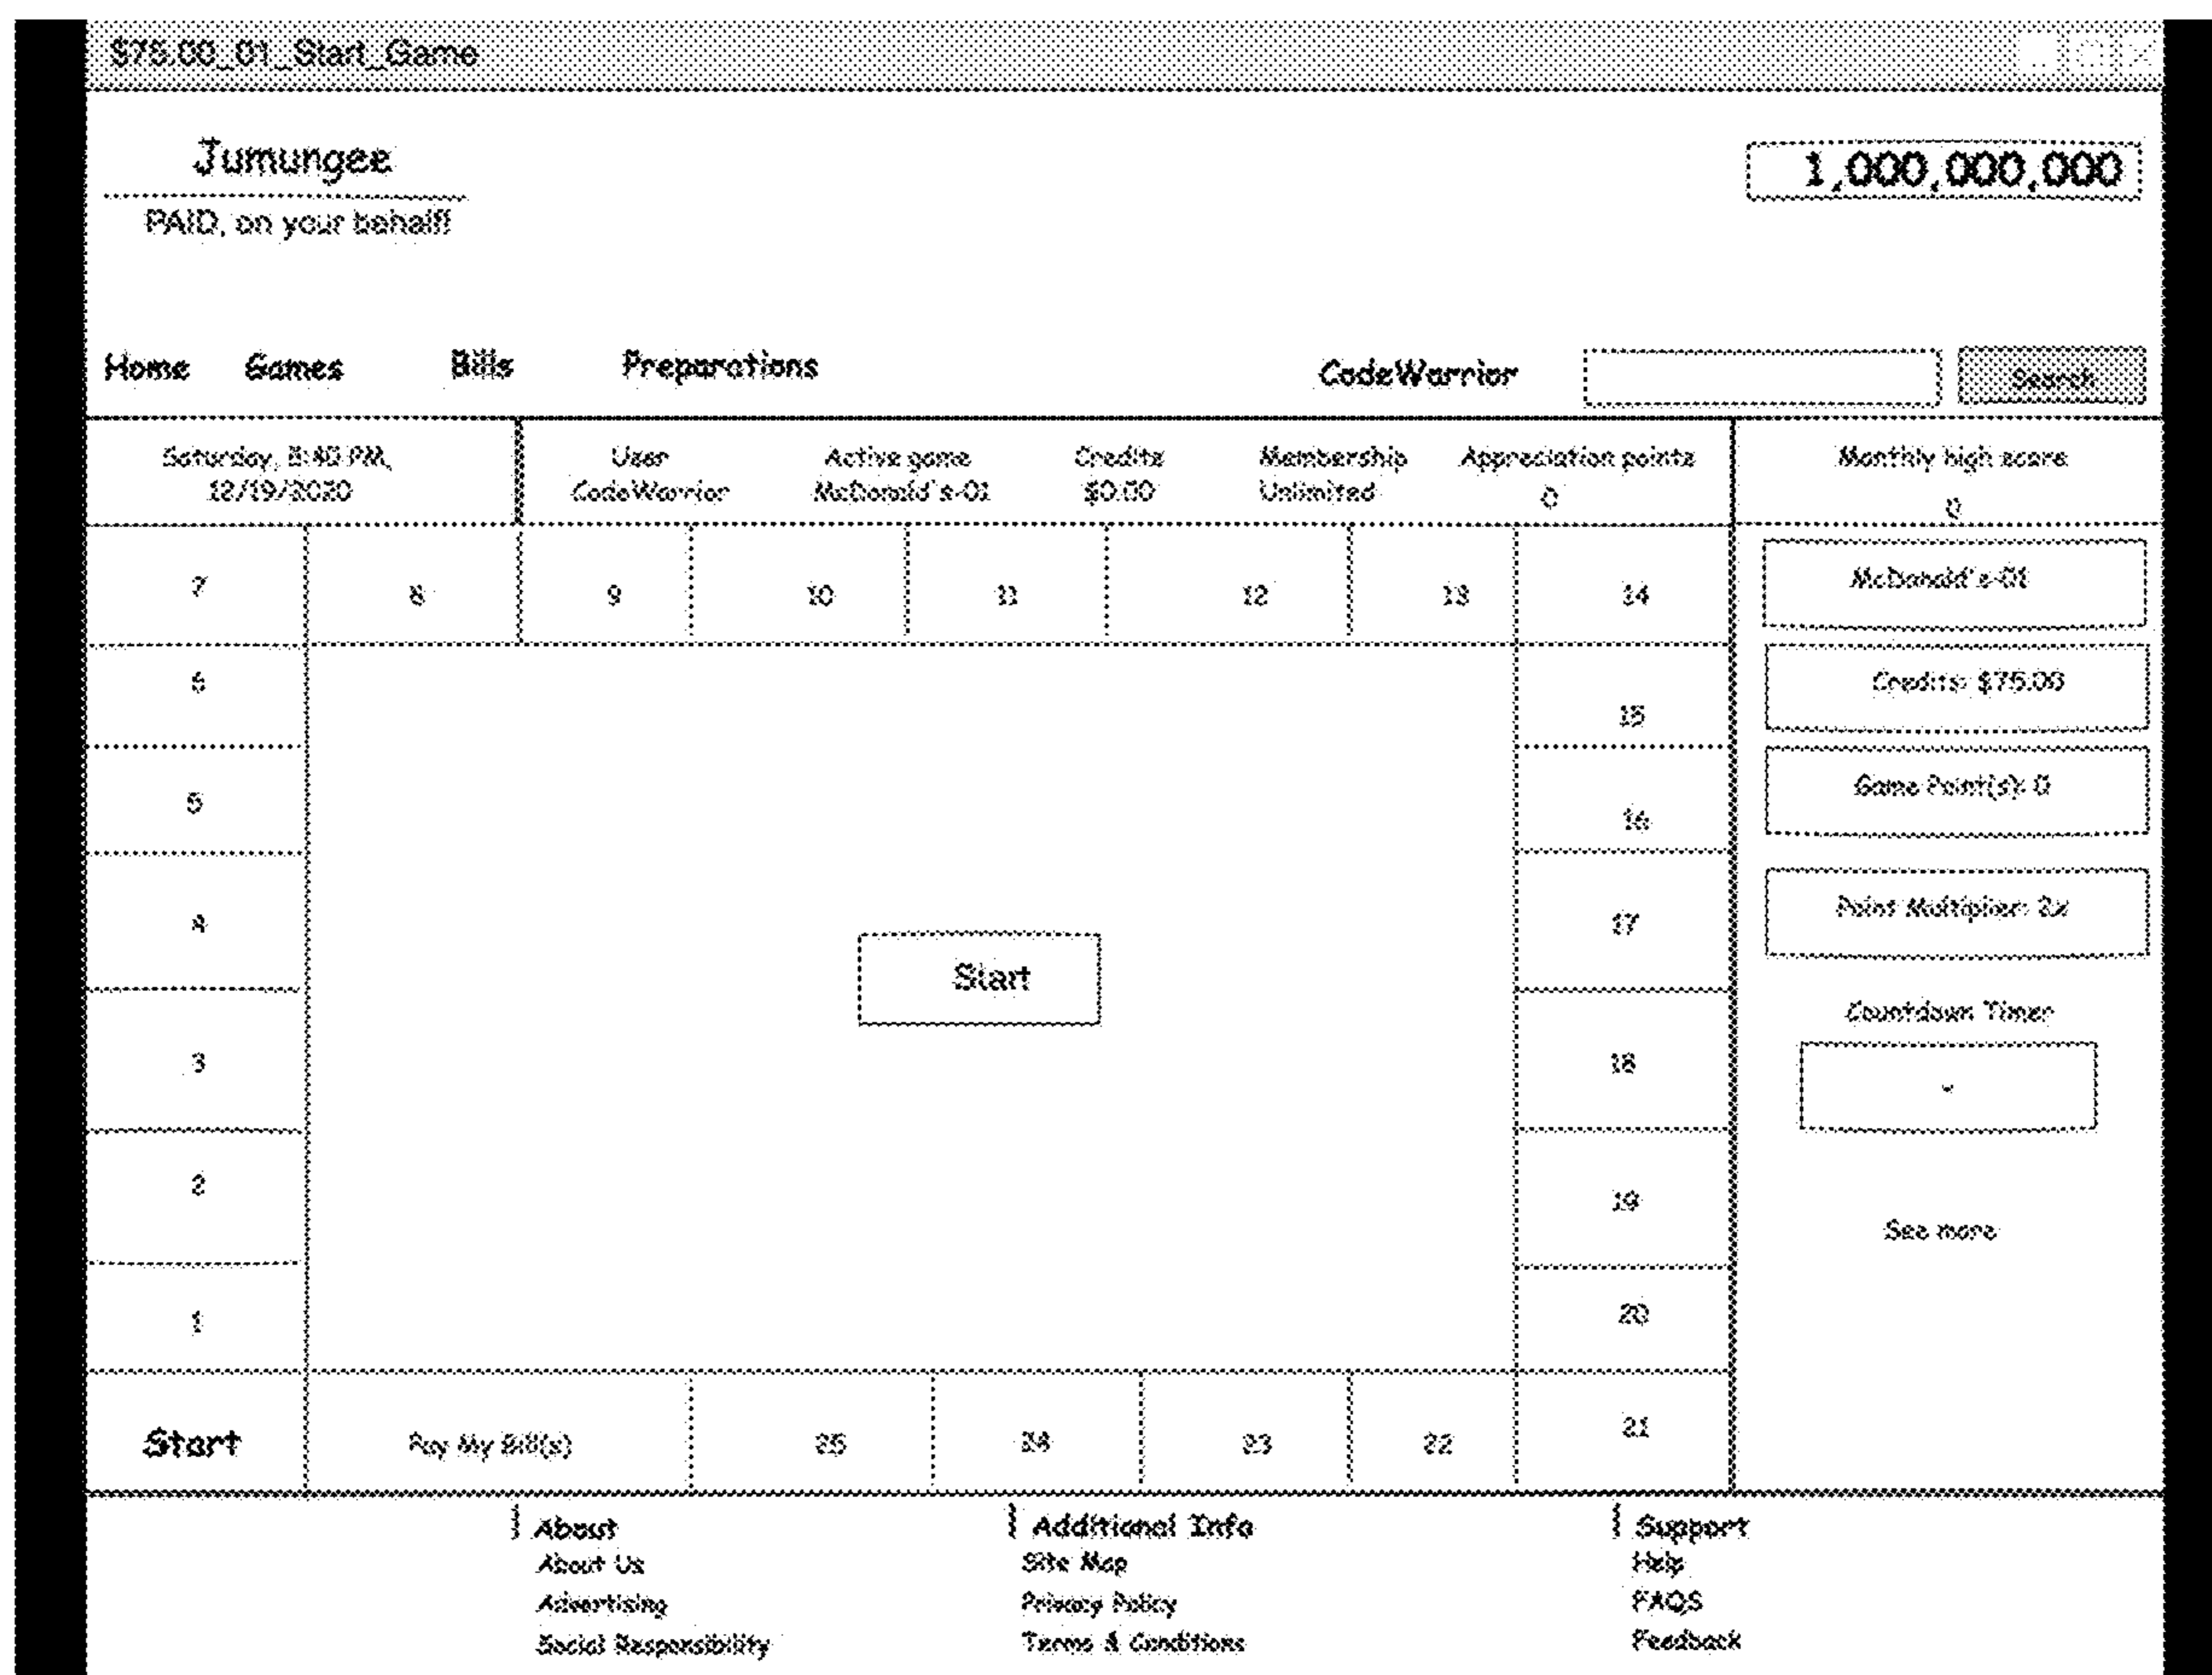 $75.00_01_Start_Game
Jumungee
1,000,000,000
PAID, on your behalf!
Home Games Bills Preparations CodeWarrior Search
Saturday, 8:40 PM, User Active game Credits Membership Appreciation points Monthly high score
12/19/2020 CodeWarrior McDonald's-01 $0.00 Unlimited 0 0
7 8 9 10 11 12 13 14 McDonald's-01
6 Credits: $75.00
15
5 Game Point(s): 0
16
4 17 Point Multiplier: 2x
Start
Countdown Timer
3 18 -
2 19
See more
1 20
Start Pay My Bill(s) 25 24 23 22 21
About Additional Info Support
About Us Site Map Help
Advertising Privacy Policy FAQS
Social Responsibility Terms & Conditions Feedback